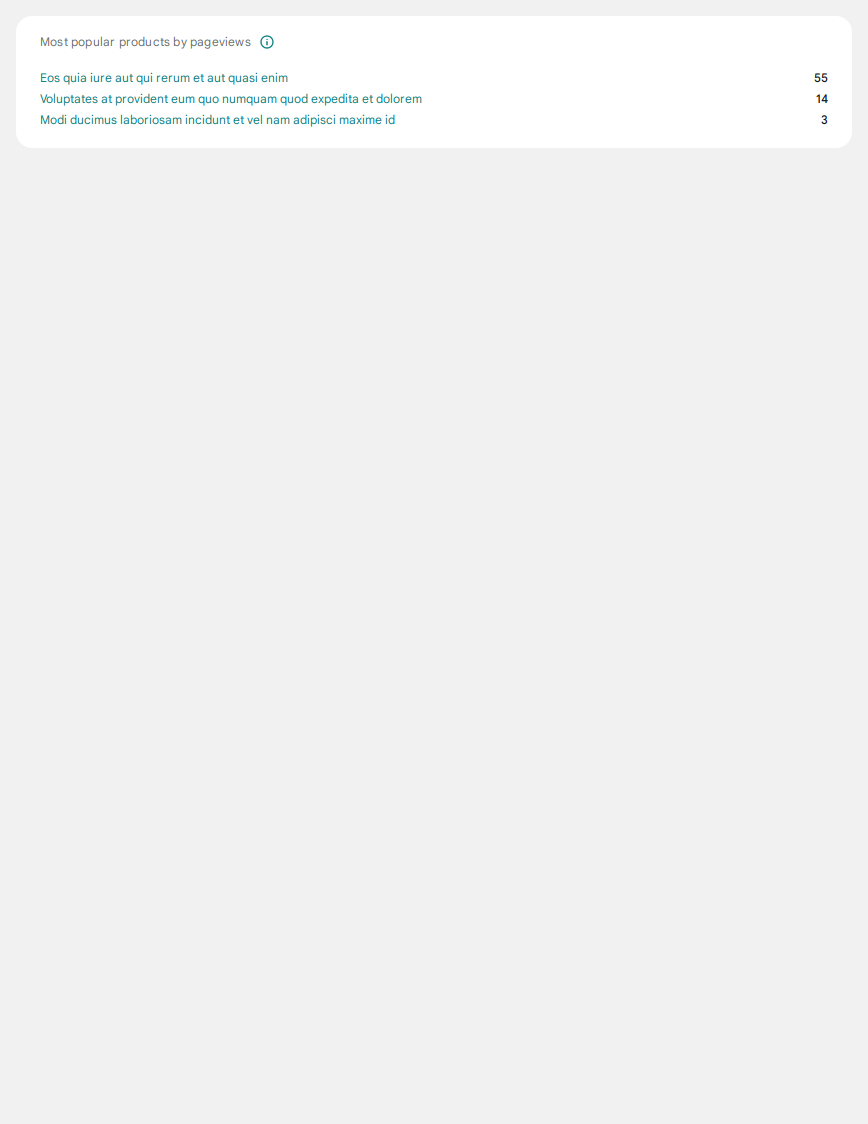 Most popular products by pageviews
Eos quia iure aut qui rerum et aut quasi enim 55
Voluptates at provident eum quo numquam quod expedita et dolorem 14
Modi ducimus laboriosam incidunt et vel nam adipisci maxime id 3